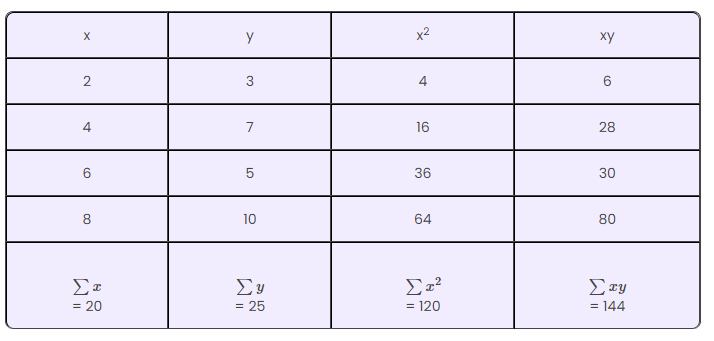 x y x² xy
2 3 4 6
4 7 16 28
6 5 36 30
8 10 64 80
∑x ∑y ∑x² ∑xy
= 20 = 25 = 120 = 144